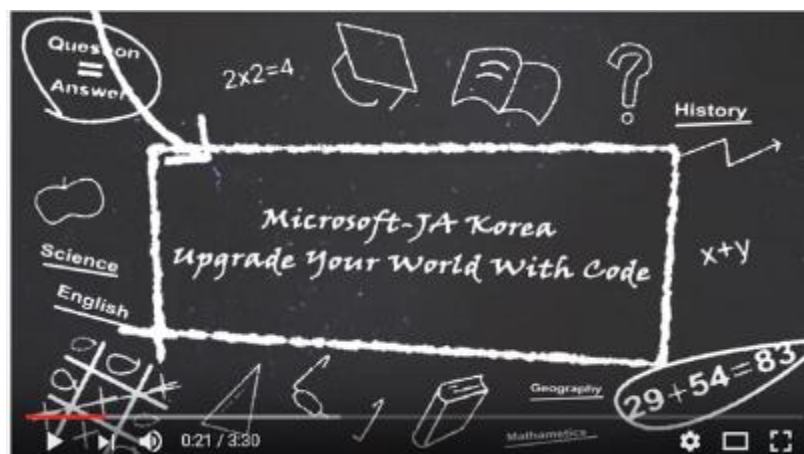 Question
=
Answer
2x2=4
History
Microsoft-JA Korea
Upgrade Your World With Code
x+y
Science
English
Geography
29+54=83
Mathametics
0:21 / 3:30